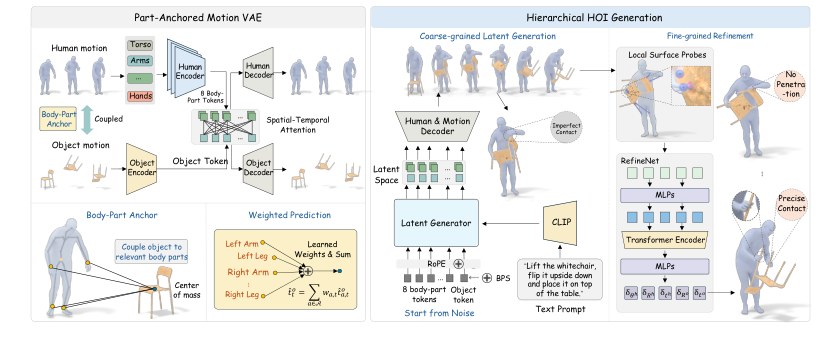 Part-Anchored Motion VAE
Human motion
Torso
Arms
...
Hands
Human
Encoder
8 Body-
Part Tokens
Human
Decoder
Body-Part
Anchor
Coupled
Spatial-Temporal
Attention
Object motion
Object
Encoder
Object Token
Object
Decoder
Body-Part Anchor
Couple object to
relevant body parts
Center
of mass
Weighted Prediction
Left Arm
Left Leg
Right Arm
Right Leg
Learned
Weights & Sum
Hierarchical HOI Generation
Coarse-grained Latent Generation
Human & Motion
Decoder
Imperfect
Contact
Latent
Space
...
Latent Generator
CLIP
RoPE
BPS
...
8 body-part
tokens
Object
token
Start from Noise
"Lift the whitechair,
flip it upside down
and place it on top
of the table."
Text Prompt
Fine-grained Refinement
Local Surface Probes
No
Penetra
-tion
RefineNet
MLPs
Transformer Encoder
MLPs
Precise
Contact